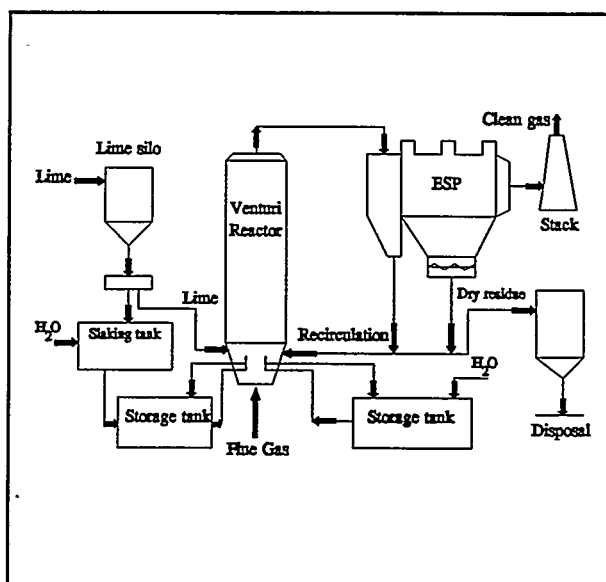 Clean gas
Lime silo
Lime
ESP
Venturi
Reactor
Stack
Lime
Dry residue
H2O
Slaking tank
Recirculation
H2O
Storage tank
Storage tank
Flue Gas
Disposal